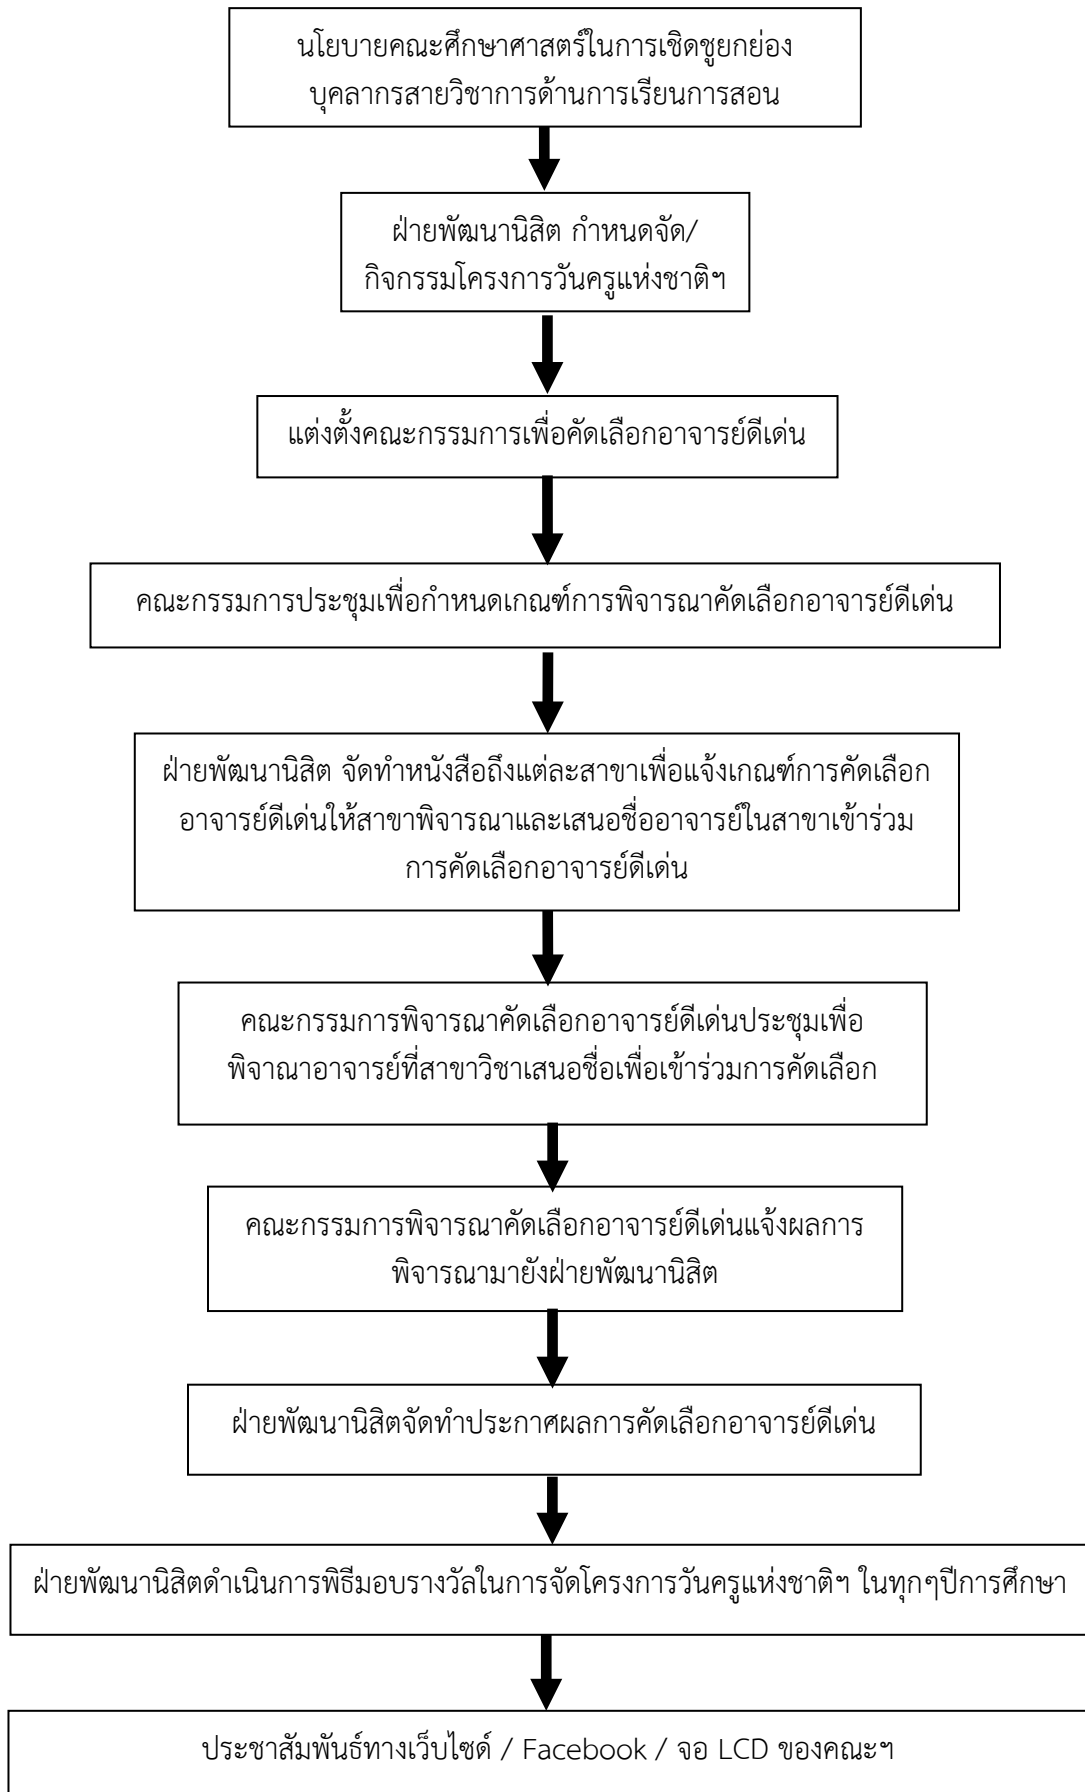 นโยบายคณะศึกษาศาสตร์ในการเชิดชูยกย่อง
บุคลากรสายวิชาการด้านการเรียนการสอน
ฝ่ายพัฒนานิสิต กำหนดจัด/
กิจกรรมโครงการวันครูแห่งชาติฯ
แต่งตั้งคณะกรรมการเพื่อคัดเลือกอาจารย์ดีเด่น
คณะกรรมการประชุมเพื่อกำหนดเกณฑ์การพิจารณาคัดเลือกอาจารย์ดีเด่น
ฝ่ายพัฒนานิสิต จัดทำหนังสือถึงแต่ละสาขาเพื่อแจ้งเกณฑ์การคัดเลือก
อาจารย์ดีเด่นให้สาขาพิจารณาและเสนอชื่ออาจารย์ในสาขาเข้าร่วม
การคัดเลือกอาจารย์ดีเด่น
คณะกรรมการพิจารณาคัดเลือกอาจารย์ดีเด่นประชุมเพื่อ
พิจาณาอาจารย์ที่สาขาวิชาเสนอชื่อเพื่อเข้าร่วมการคัดเลือก
คณะกรรมการพิจารณาคัดเลือกอาจารย์ดีเด่นแจ้งผลการ
พิจารณามายังฝ่ายพัฒนานิสิต
ฝ่ายพัฒนานิสิตจัดทำประกาศผลการคัดเลือกอาจารย์ดีเด่น
ฝ่ายพัฒนานิสิตดำเนินการพิธีมอบรางวัลในการจัดโครงการวันครูแห่งชาติฯ ในทุกๆปีการศึกษา
ประชาสัมพันธ์ทางเว็บไซด์ / Facebook / จอ LCD ของคณะฯ